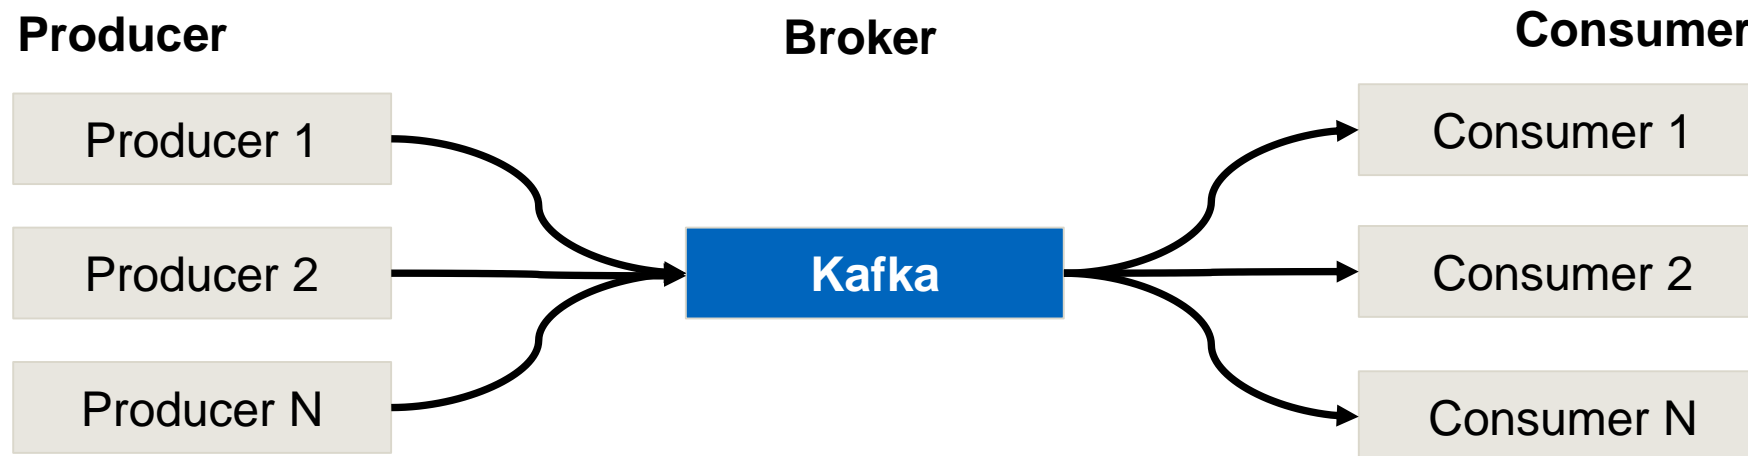 Producer
Broker
Consumer
Producer 1
Consumer 1
Producer 2
Kafka
Consumer 2
Producer N
Consumer N